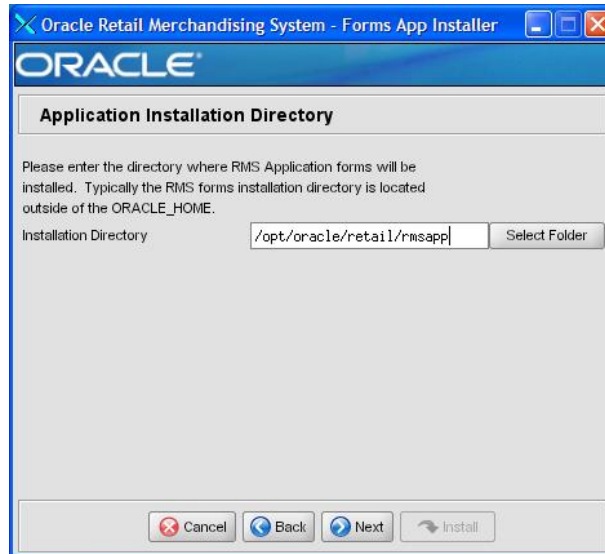 Oracle Retail Merchandising System - Forms App Installer
ORACLE
Application Installation Directory
Please enter the directory where RMS Application forms will be
installed. Typically the RMS forms installation directory is located
outside of the ORACLE_HOME.
Installation Directory /opt/oracle/retail/rmsapp Select Folder
Cancel Back Next Install